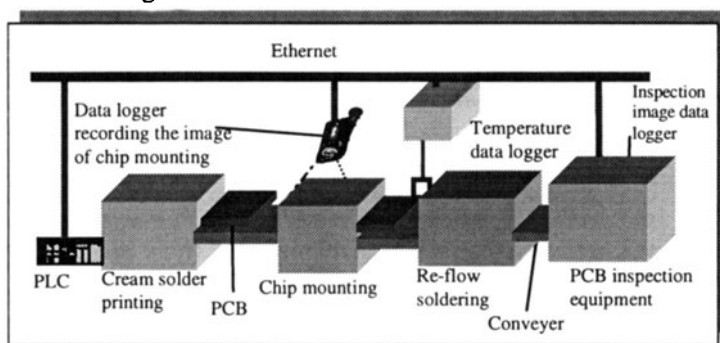 Ethernet
Data logger
recording the image
of chip mounting
Temperature
data logger
Inspection
image data
logger
PLC
Cream solder
printing
PCB
Chip mounting
Re-flow
soldering
Conveyer
PCB inspection
equipment